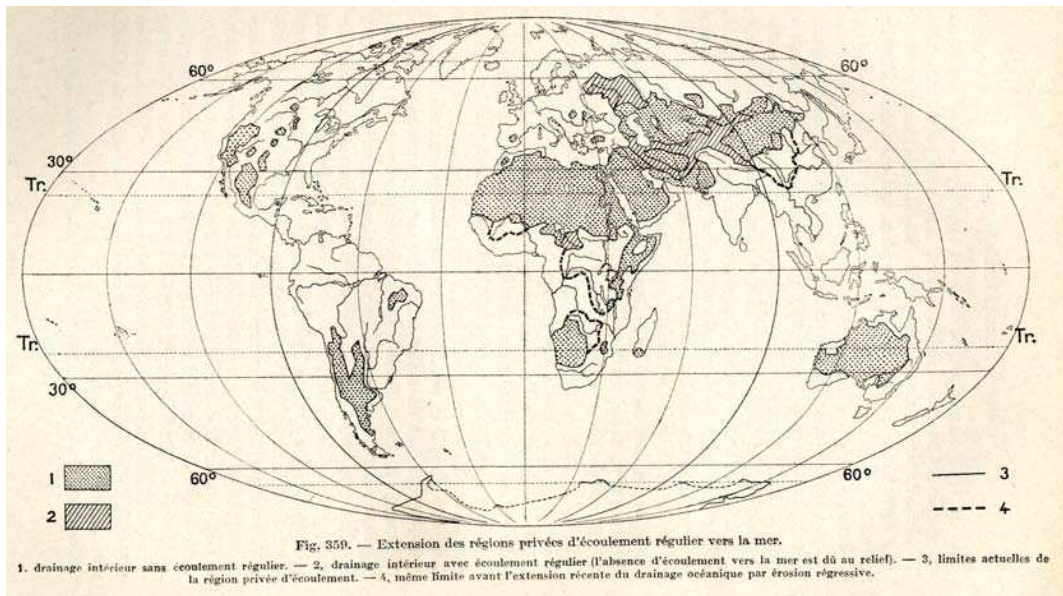 60°
60°
30°
Tr.
Tr.
Tr.
Tr.
30°
60°
60°
1
2
3
4
Fig. 359. — Extension des régions privées d'écoulement régulier vers la mer.
1. drainage intérieur sans écoulement régulier. — 2, drainage intérieur avec écoulement régulier (l'absence d'écoulement vers la mer est dû au relief). — 3, limites actuelles de
la région privée d'écoulement. — 4, même limite avant l'extension récente du drainage océanique par érosion régressive.